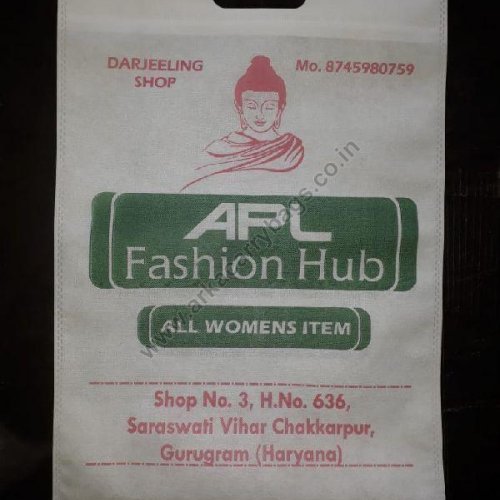 DARJEELING
SHOP
Mo. 8745980759
APL
Fashion Hub
ALL WOMENS ITEM
Shop No. 3, H.No. 636,
Saraswati Vihar Chakkarpur,
Gurugram (Haryana)